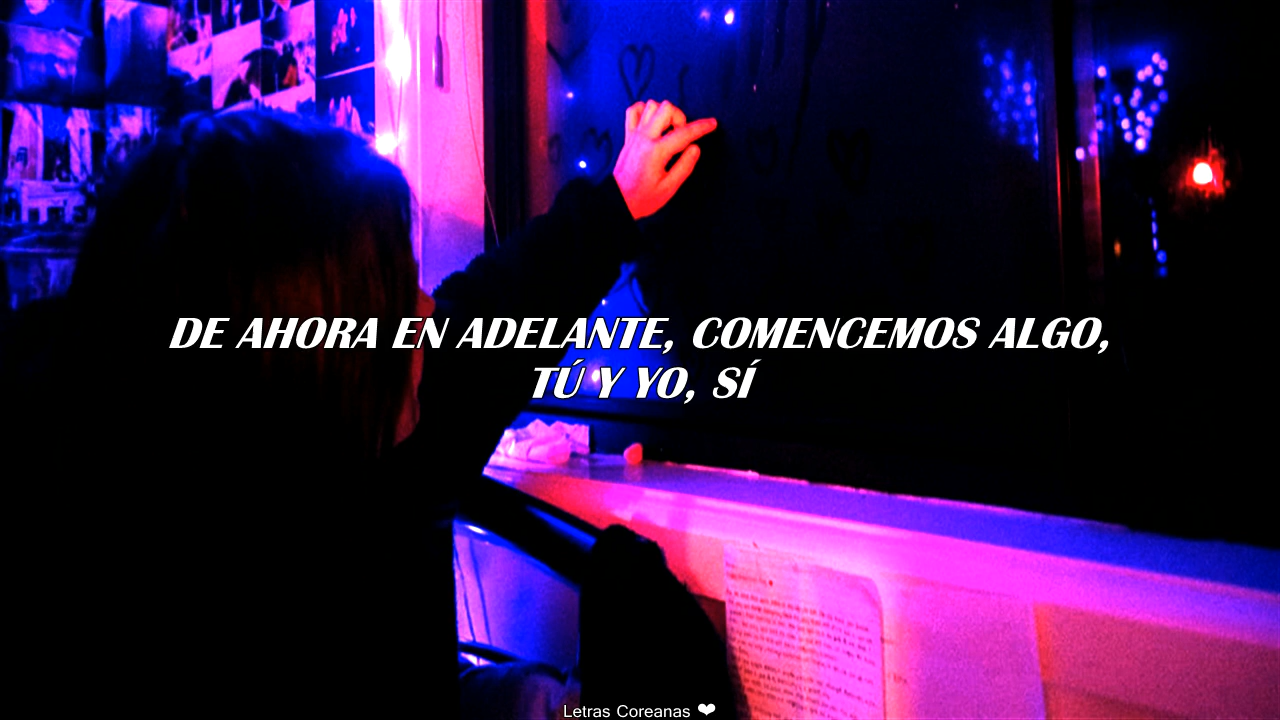 DE AHORA EN ADELANTE, COMENCEMOS ALGO,
TÚ Y YO, SÍ
Letras Coreanas ❤